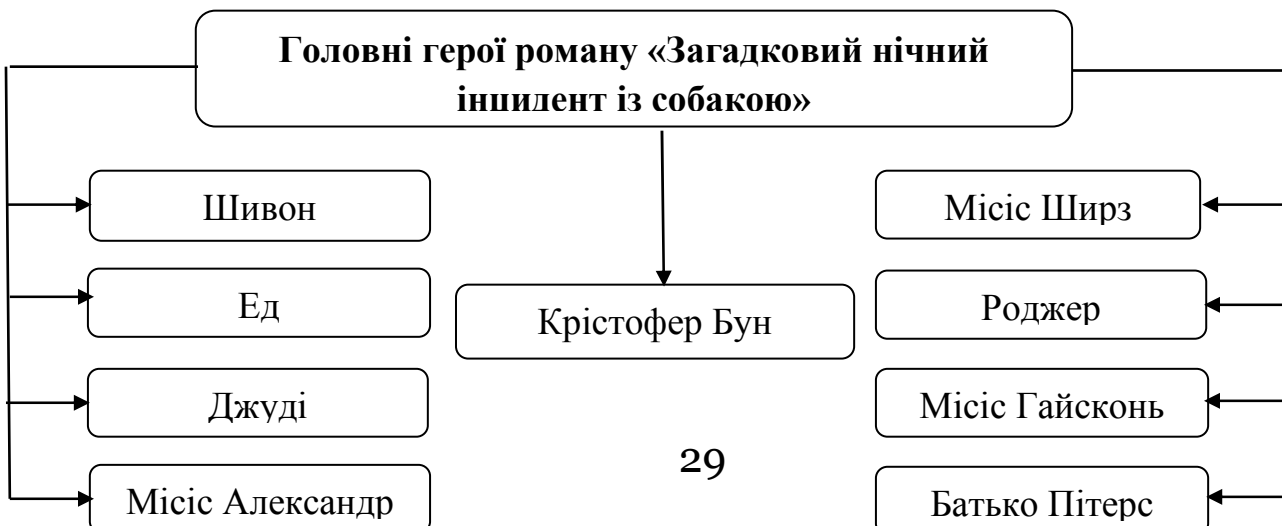 Головні герої роману «Загадковий нічний
інцидент із собакою»
Шивон
Місіс Ширз
Ед
Роджер
Крістофер Бун
Джуді
Місіс Гайсконь
29
Місіс Александр
Батько Пітерс